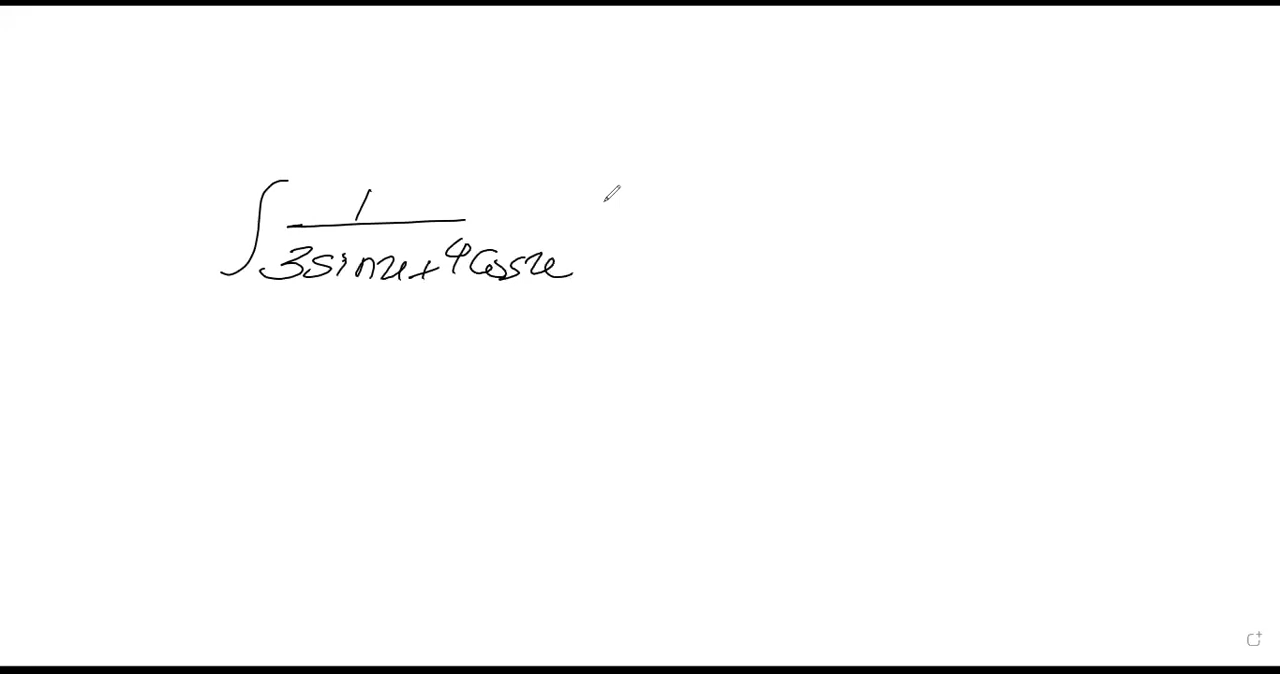 ∫ 1 / (3sinx + 4cosx)